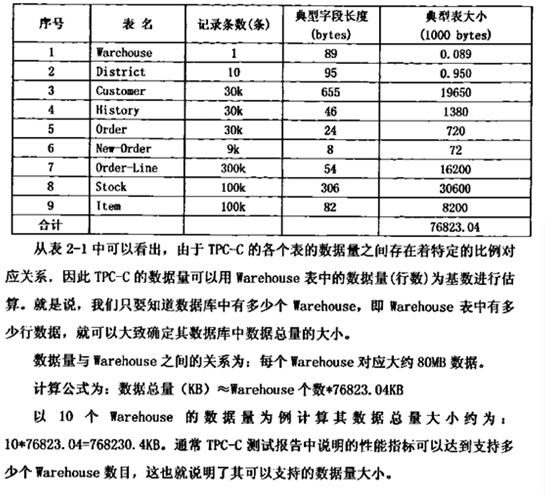 序号 表 名 记录条数(条) 典型字段长度 (bytes) 典型表大小 (1000 bytes)
1 Warehouse 1 89 0.089
2 District 10 95 0.950
3 Customer 30k 655 19650
4 History 30k 46 1380
5 Order 30k 24 720
6 New-Order 9k 8 72
7 Order-Line 300k 54 16200
8 Stock 100k 306 30600
9 Item 100k 82 8200
合计 76823.04
从表 2-1 中可以看出，由于 TPC-C 的各个表的数据量之间存在着特定的比例对
应关系．因此 TPC-C 的数据量可以用 Warehouse 表中的数据量(行数)为基数进行估
算。就是说，我们只要知道数据库中有多少个 Warehouse，即 Warehouse 表中有多
少行数据，就可以大致确定其数据库中数据总量的大小。
数据量与 Warehouse 之间的关系为：每个 Warehouse 对应大约 80MB 数据。
计算公式为：数据总量（KB）≈Warehouse 个数*76823.04KB
以 10 个 Warehouse 的数据量为例计算其数据总量大小约为：
10*76823.04=768230.4KB。通常 TPC-C 测试报告中说明的性能指标可以达到支持多
少个 Warehouse 数目，这也就说明了其可以支持的数据量大小。